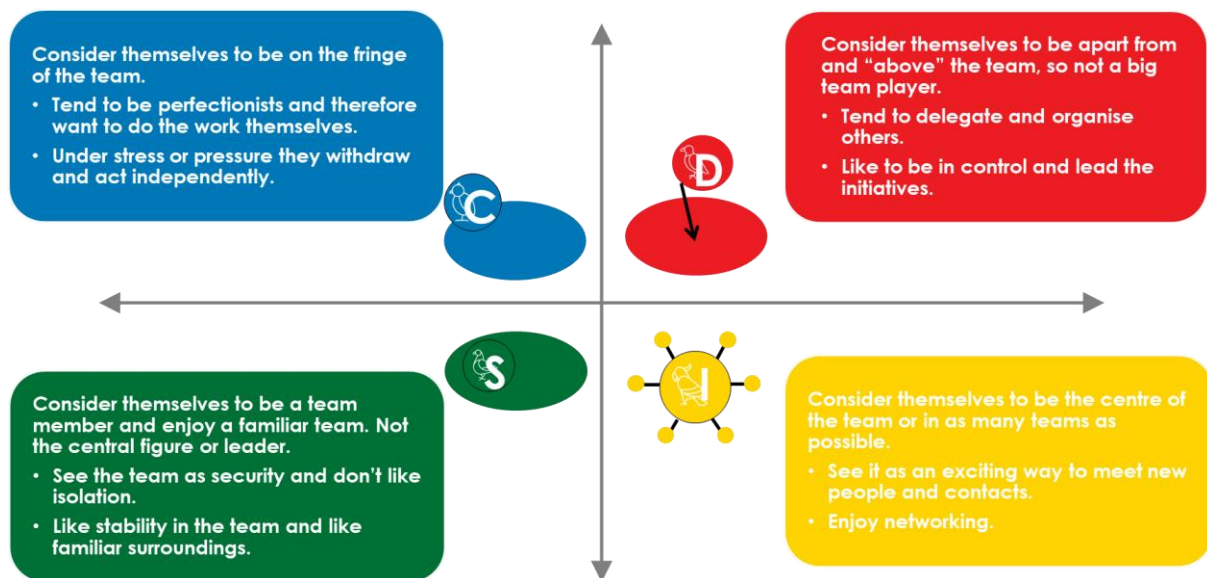 Consider themselves to be on the fringe
of the team.
• Tend to be perfectionists and therefore
want to do the work themselves.
• Under stress or pressure they withdraw
and act independently.
C
Consider themselves to be apart from
and “above” the team, so not a big
team player.
• Tend to delegate and organise
others.
• Like to be in control and lead the
initiatives.
D
Consider themselves to be a team
member and enjoy a familiar team. Not
the central figure or leader.
• See the team as security and don’t like
isolation.
• Like stability in the team and like
familiar surroundings.
S
I
Consider themselves to be the centre of
the team or in as many teams as
possible.
• See it as an exciting way to meet new
people and contacts.
• Enjoy networking.